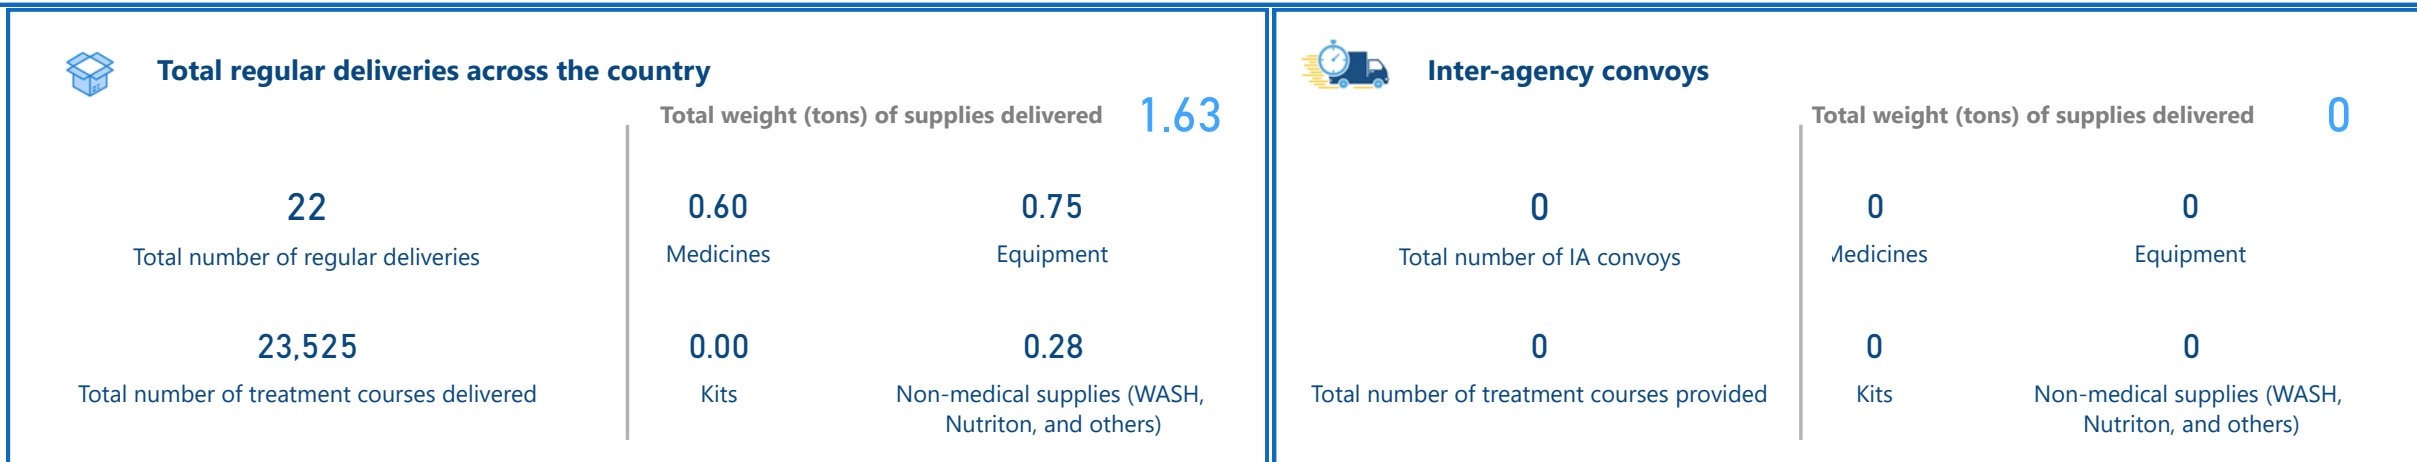 Total regular deliveries across the country
Total weight (tons) of supplies delivered 1.63
22
Total number of regular deliveries
0.60
Medicines
0.75
Equipment
23,525
Total number of treatment courses delivered
0.00
Kits
0.28
Non-medical supplies (WASH,
Nutriton, and others)
Inter-agency convoys
Total weight (tons) of supplies delivered 0
0
Total number of IA convoys
0
Medicines
0
Equipment
0
Total number of treatment courses provided
0
Kits
0
Non-medical supplies (WASH,
Nutriton, and others)